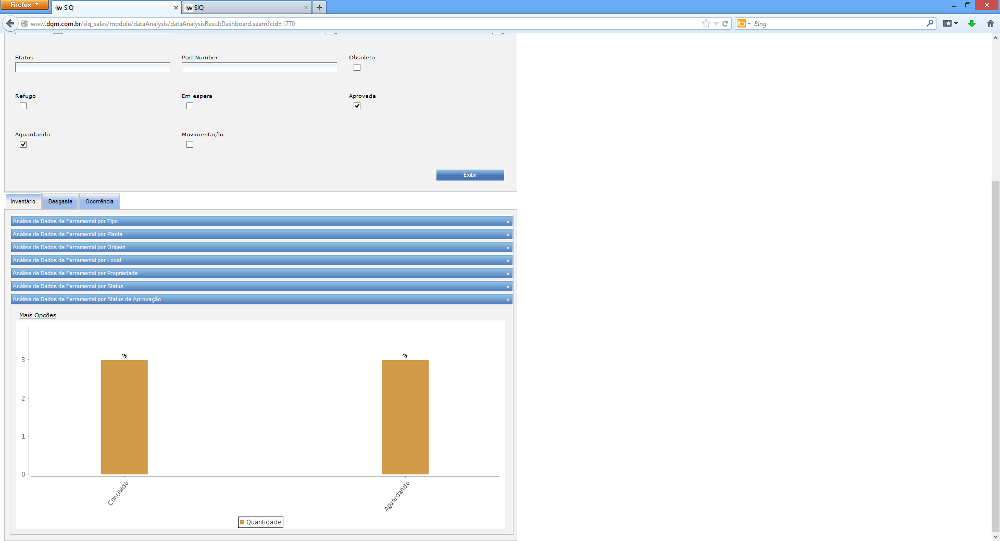 Firefox
SIQ
SIQ
www.dqm.com.br/siq_sales/module/dataAnalysis/dataAnalysisResultDashboard.seam?cid=1770
Bing
Status
Part Number
Obsoleto
Refugo
Em espera
Aprovada
Aguardando
Movimentação
Exibir
Inventário
Desgaste
Ocorrência
Análise de Dados de Ferramental por Tipo »
Análise de Dados de Ferramental por Planta »
Análise de Dados de Ferramental por Origem »
Análise de Dados de Ferramental por Local »
Análise de Dados de Ferramental por Propriedade »
Análise de Dados de Ferramental por Status »
Análise de Dados de Ferramental por Status de Aprovação «
Mais Opções
3
3
3
2
1
0
Concluído
Aguardando
Quantidade